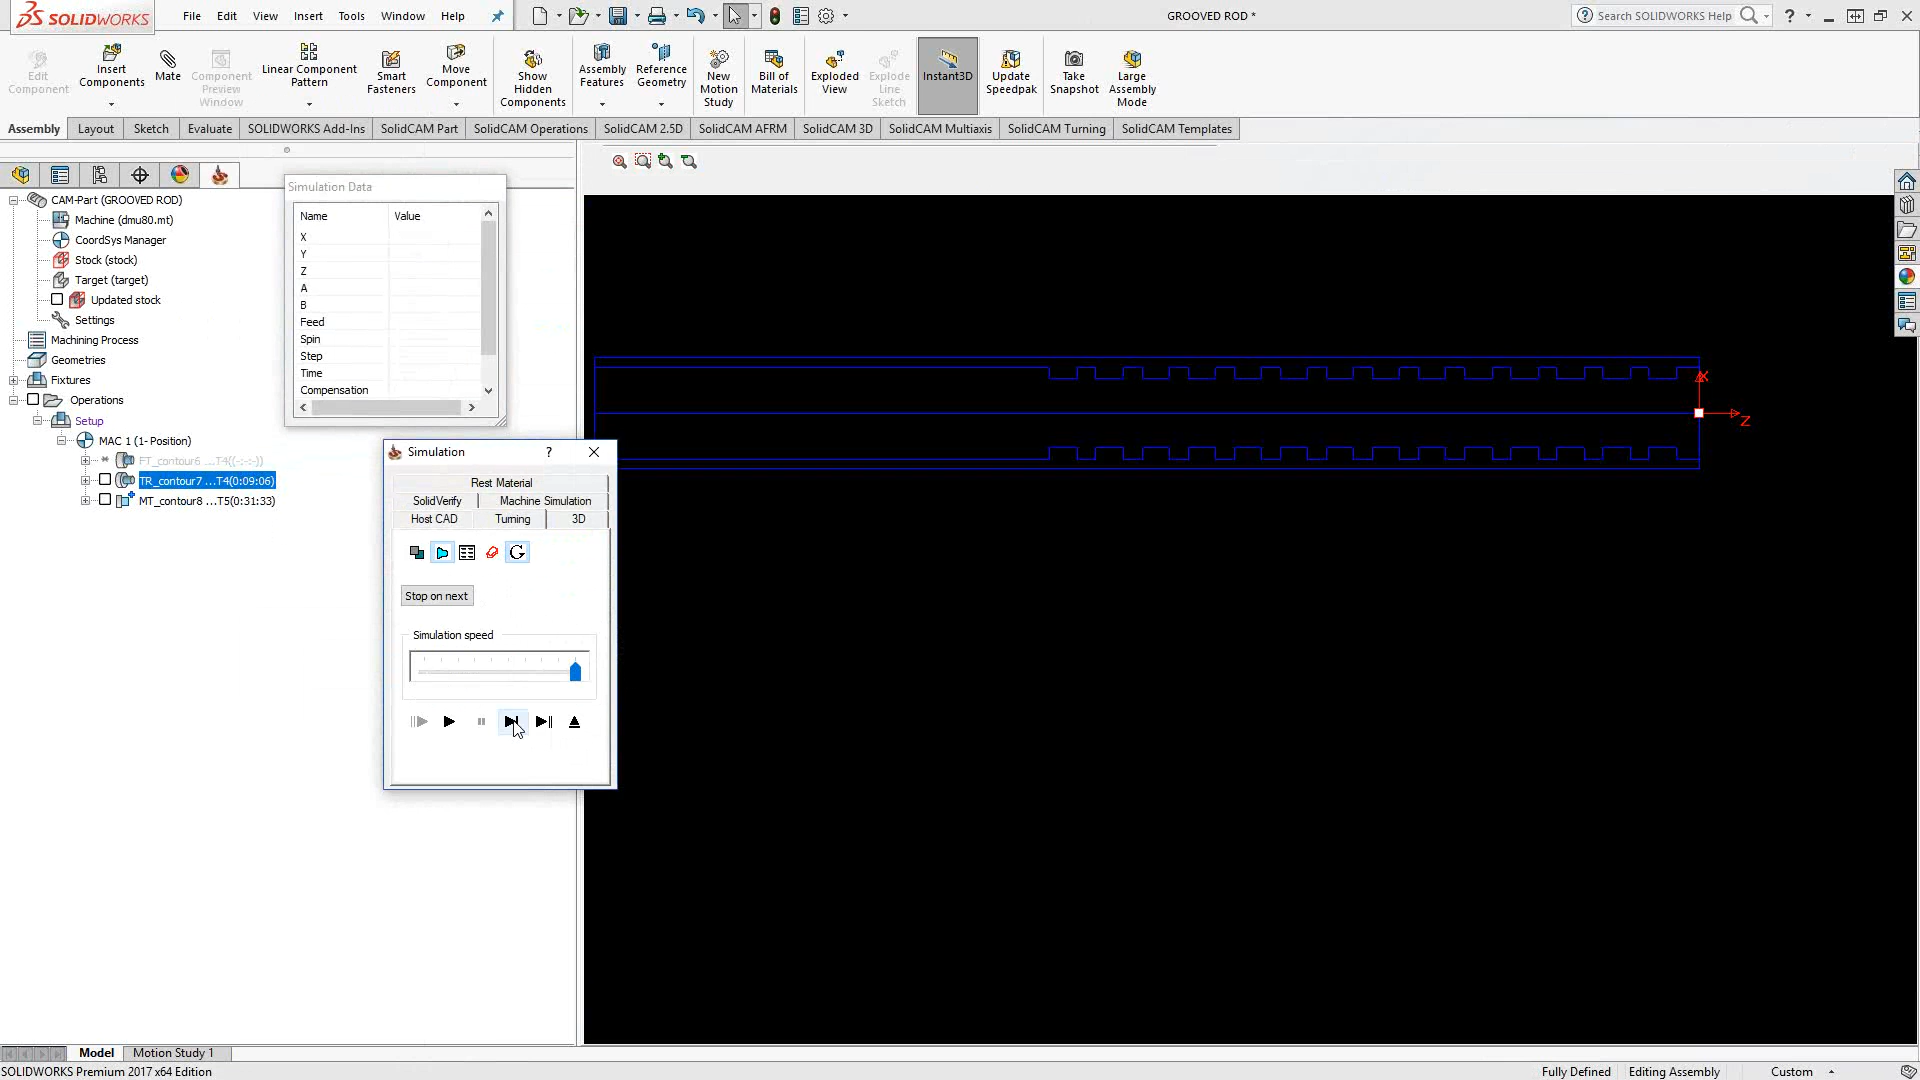 SOLIDWORKS
File Edit View Insert Tools Window Help
GROOVED ROD *
Search SOLIDWORKS Help
?
Edit Component
Insert Components
Mate
Component Preview Window
Linear Component Pattern
Smart Fasteners
Move Component
Show Hidden Components
Assembly Features
Reference Geometry
New Motion Study
Bill of Materials
Exploded View
Explode Line Sketch
Instant3D
Update Speedpak
Take Snapshot
Large Assembly Mode
Assembly Layout Sketch Evaluate SOLIDWORKS Add-Ins SolidCAM Part SolidCAM Operations SolidCAM 2.5D SolidCAM AFRM SolidCAM 3D SolidCAM Multiaxis SolidCAM Turning SolidCAM Templates
CAM-Part (GROOVED ROD)
Machine (dmu80.mt)
CoordSys Manager
Stock (stock)
Target (target)
Updated stock
Settings
Machining Process
Geometries
Fixtures
Operations
Setup
MAC 1 (1- Position)
FT_contour6 ...T4((-:-:-))
TR_contour7 ...T4(0:09:06)
MT_contour8 ...T5(0:31:33)
Simulation Data
Name Value
X
Y
Z
A
B
Feed
Spin
Step
Time
Compensation
Simulation ?
Rest Material
SolidVerify Machine Simulation
Host CAD Turning 3D
Stop on next
Simulation speed
X
Z
Model Motion Study 1
SOLIDWORKS Premium 2017 x64 Edition
Fully Defined Editing Assembly Custom